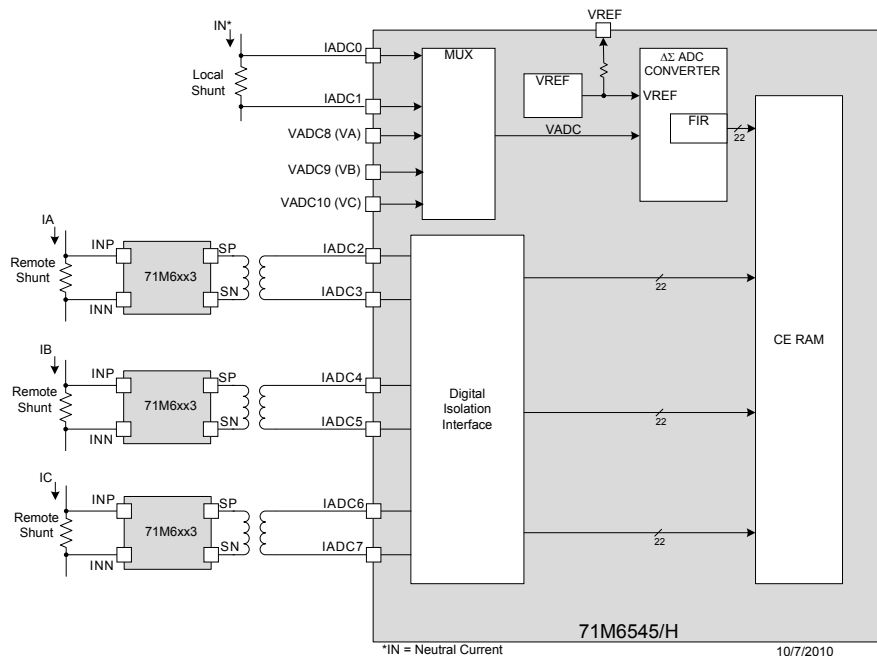 VREF
IN*
IADC0
MUX
ΔΣ ADC
CONVERTER
VREF
VREF
Local
Shunt
IADC1
FIR
VADC8 (VA)
VADC
22
VADC9 (VB)
VADC10 (VC)
IA
INP
SP
IADC2
Remote
Shunt
71M6xx3
22
INN
SN
IADC3
CE RAM
IB
INP
SP
IADC4
Remote
Shunt
71M6xx3
Digital
Isolation
Interface
INN
SN
IADC5
22
IC
INP
SP
IADC6
Remote
Shunt
71M6xx3
INN
SN
IADC7
22
71M6545/H
*IN = Neutral Current
10/7/2010